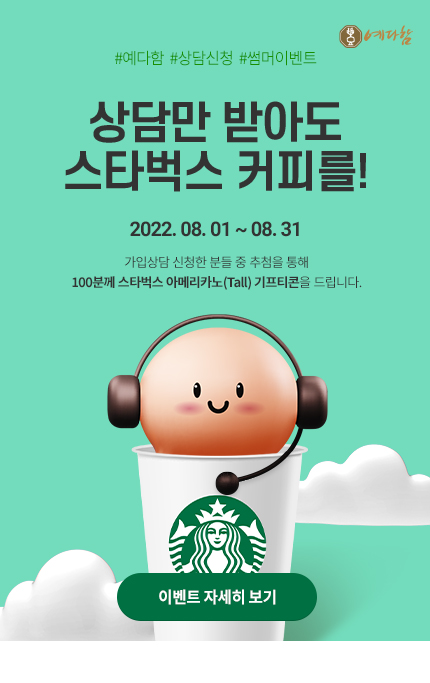 예다함
#예다함 #상담신청 #썸머이벤트
상담만 받아도
스타벅스 커피를!
2022. 08. 01 ~ 08. 31
가입상담 신청한 분들 중 추첨을 통해
100분께 스타벅스 아메리카노(Tall) 기프티콘을 드립니다.
이벤트 자세히 보기